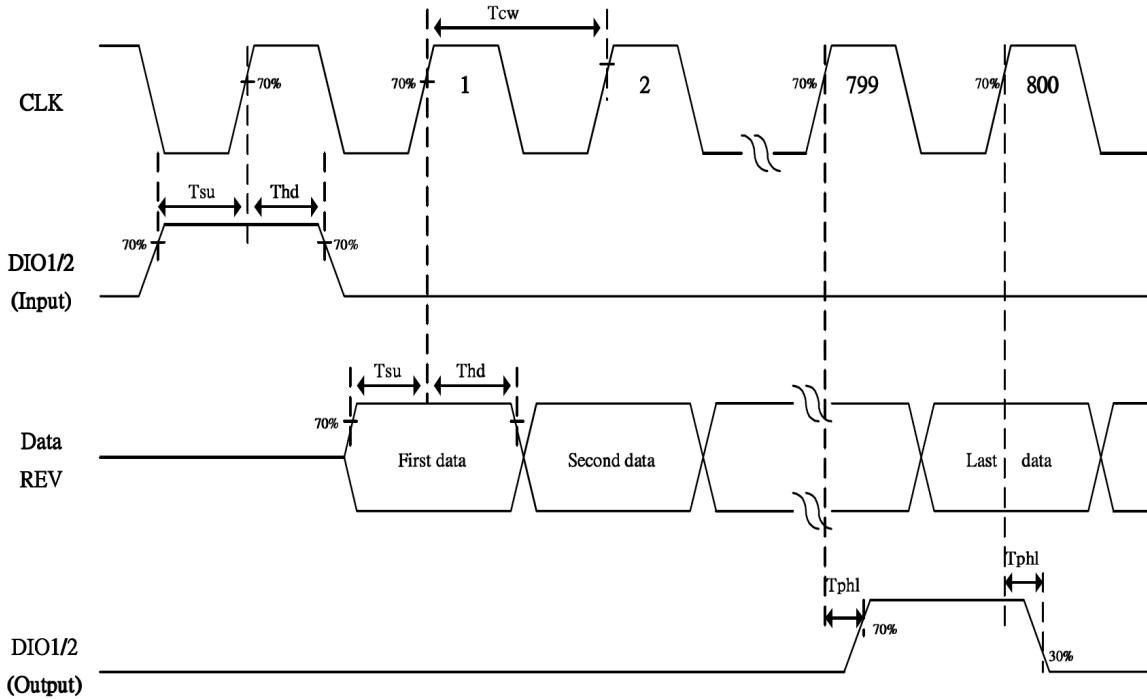 Tcw
CLK
70%
70%
1
2
70%
799
70%
800
Tsu
Thd
DIO1/2
(Input)
70%
70%
Tsu
Thd
Data
REV
70%
First data
Second data
Last data
Tphl
Tphl
DIO1/2
(Output)
70%
30%